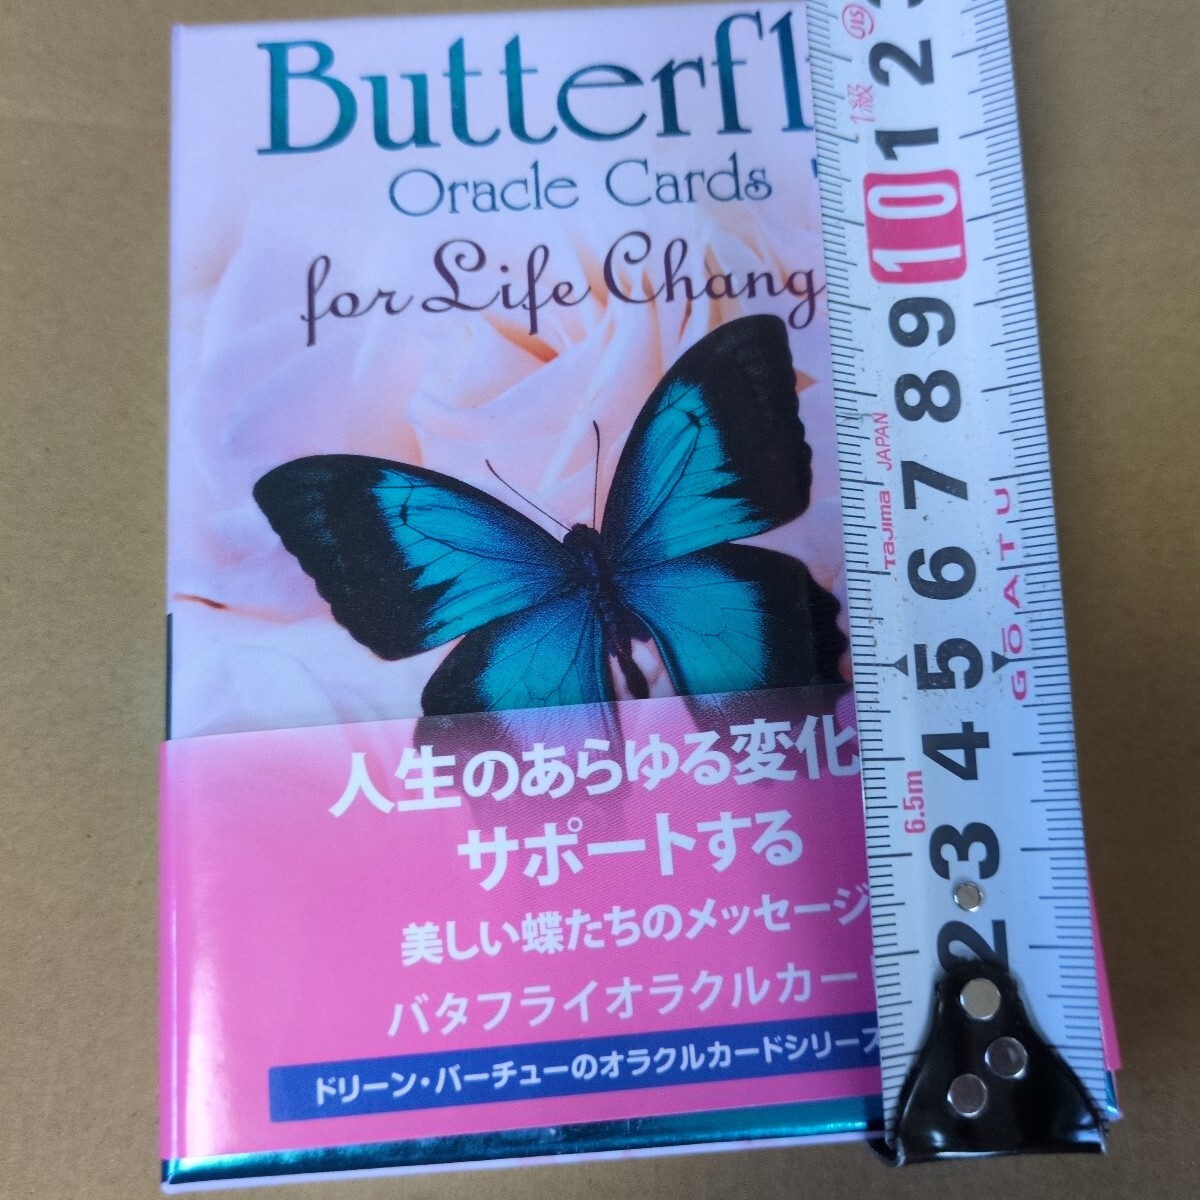 Butterfl
Oracle Cards
for Life Chang
人生のあらゆる変化
サポートする
美しい蝶たちのメッセージ
バタフライオラクルカー
ドリーン・バーチューのオラクルカードシリーズ
JIS
1級
2
1
10
9
8
7
6
5
4
3
2
Tajima JAPAN
GŌATU
6.5m